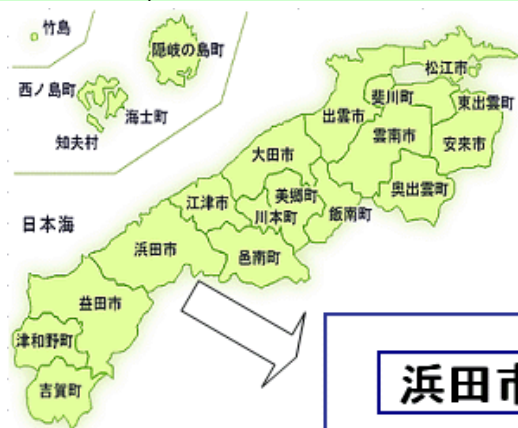 竹島
隠岐の島町
西ノ島町
海士町
知夫村
松江市
斐川町
東出雲町
出雲市
雲南市
安来市
大田市
奥出雲町
美郷町
江津市
川本町
飯南町
日本海
浜田市
邑南町
益田市
津和野町
吉賀町
浜田